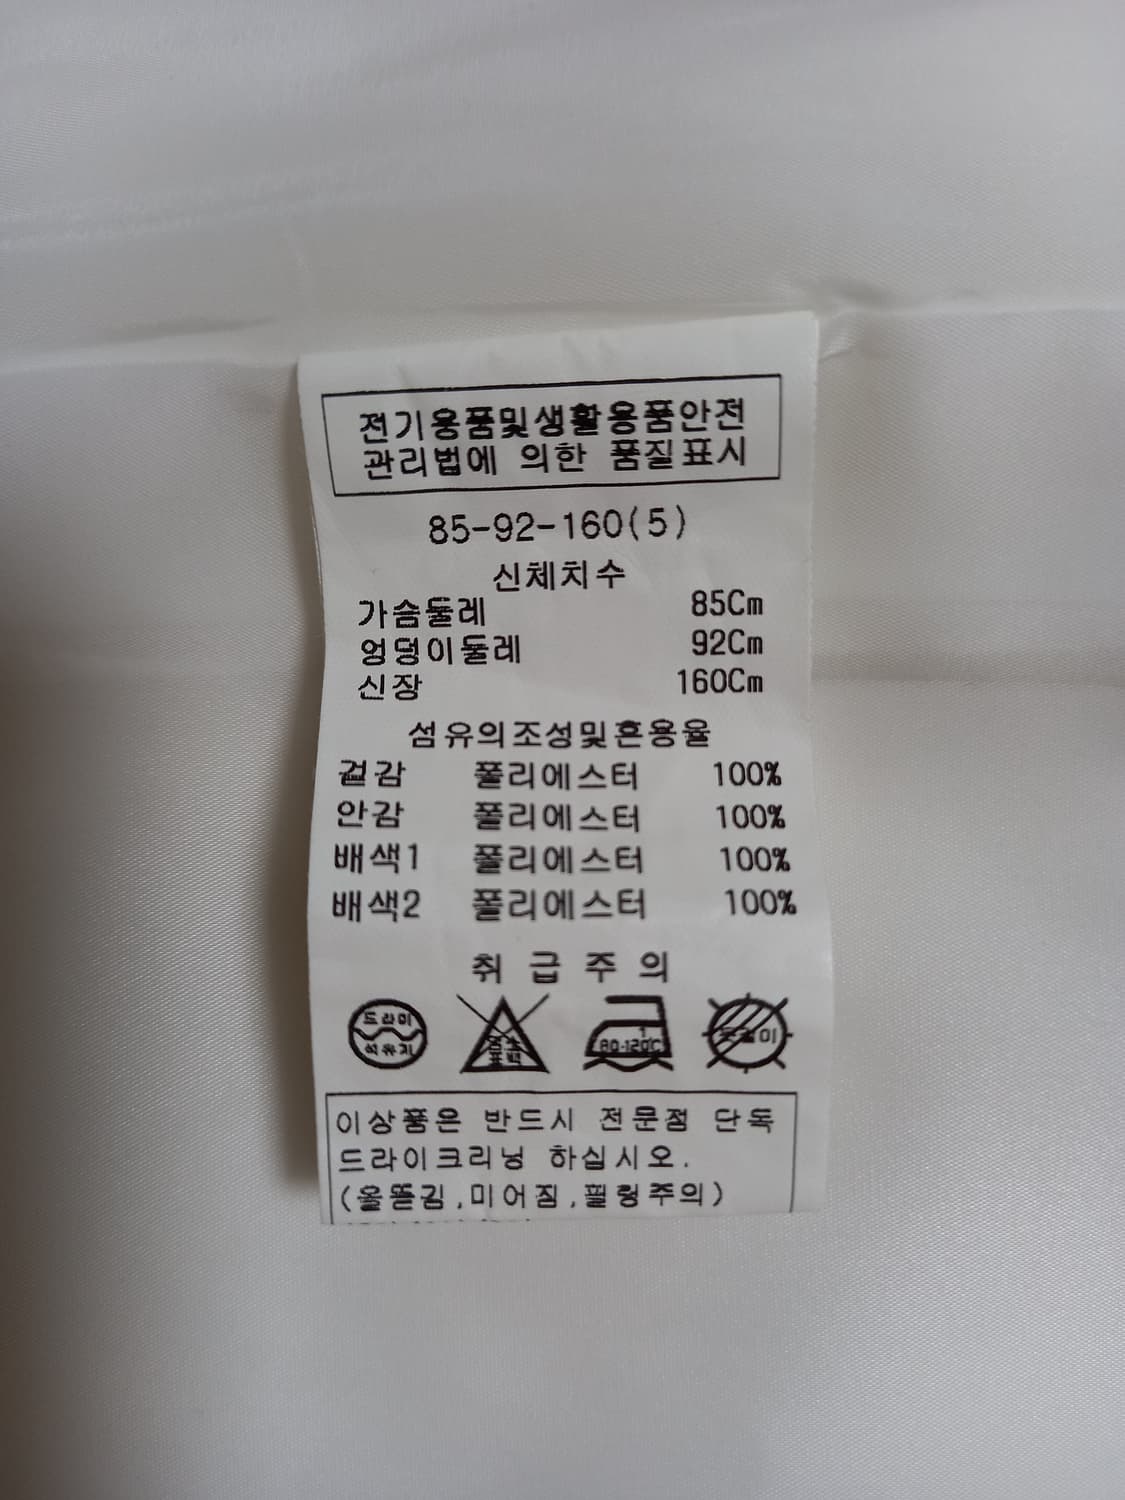 전기용품및생활용품안전
관리법에 의한 품질표시
85-92-160(5)
신체치수
가슴둘레 85Cm
엉덩이둘레 92Cm
신장 160Cm
섬유의조성및혼용율
겉감 폴리에스터 100%
안감 폴리에스터 100%
배색1 폴리에스터 100%
배색2 폴리에스터 100%
취급주의
드라이
석유계
염소
표백
1
80-120℃
이상품은 반드시 전문점 단독
드라이크리닝 하십시오.
(올뜯김,미어짐,필링주의)